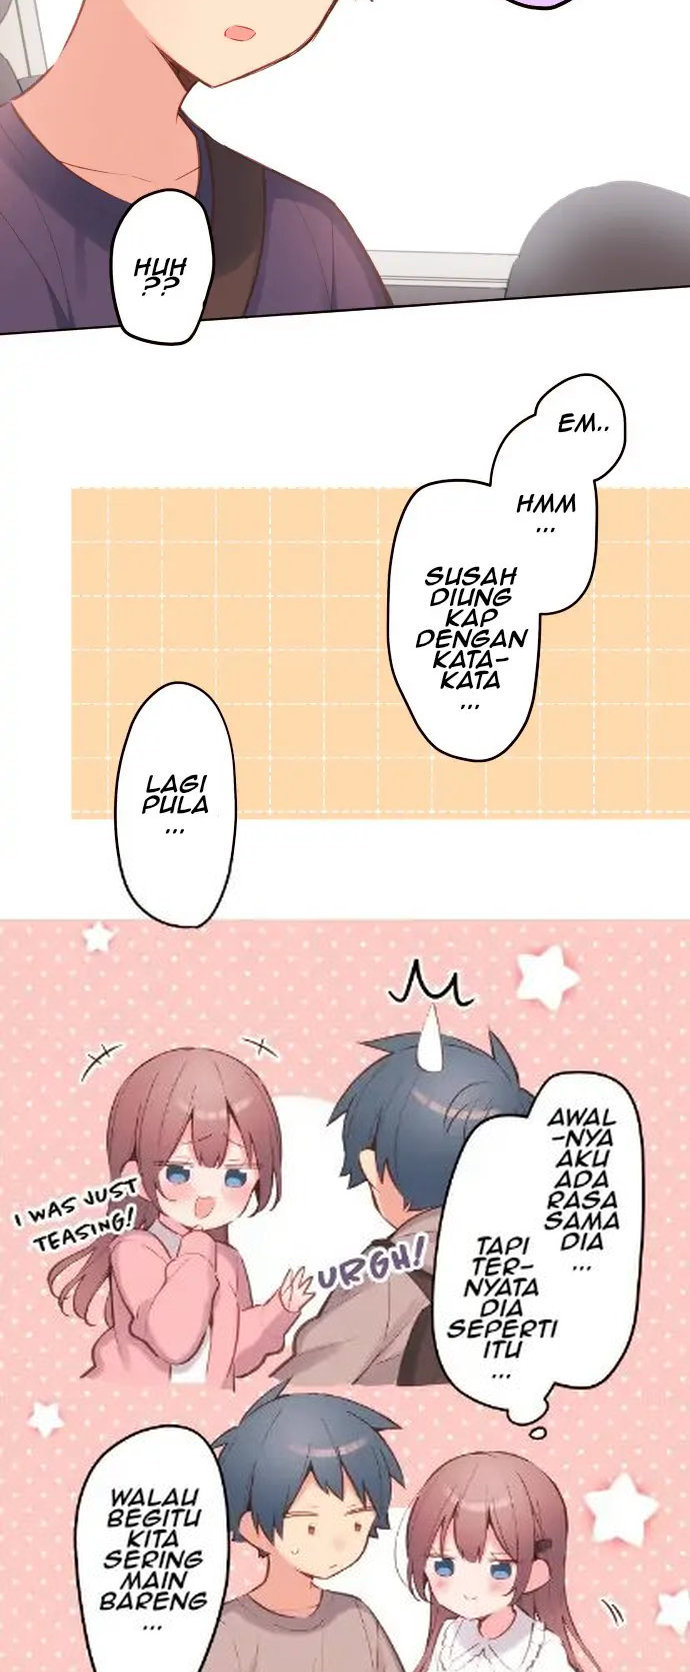 HUH
??
EM..
HMM
...
SUSAH
DIUNG
KAP
DENGAN
KATA-
KATA
...
LAGI
PULA
...
I WAS JUST
TEASING!
URGH!
AWAL
-NYA
AKU
ADA
RASA
SAMA
DIA
...
TAPI
TER-
NYATA
DIA
SEPERTI
ITU
...
WALAU
BEGITU
KITA
SERING
MAIN
BARENG
...